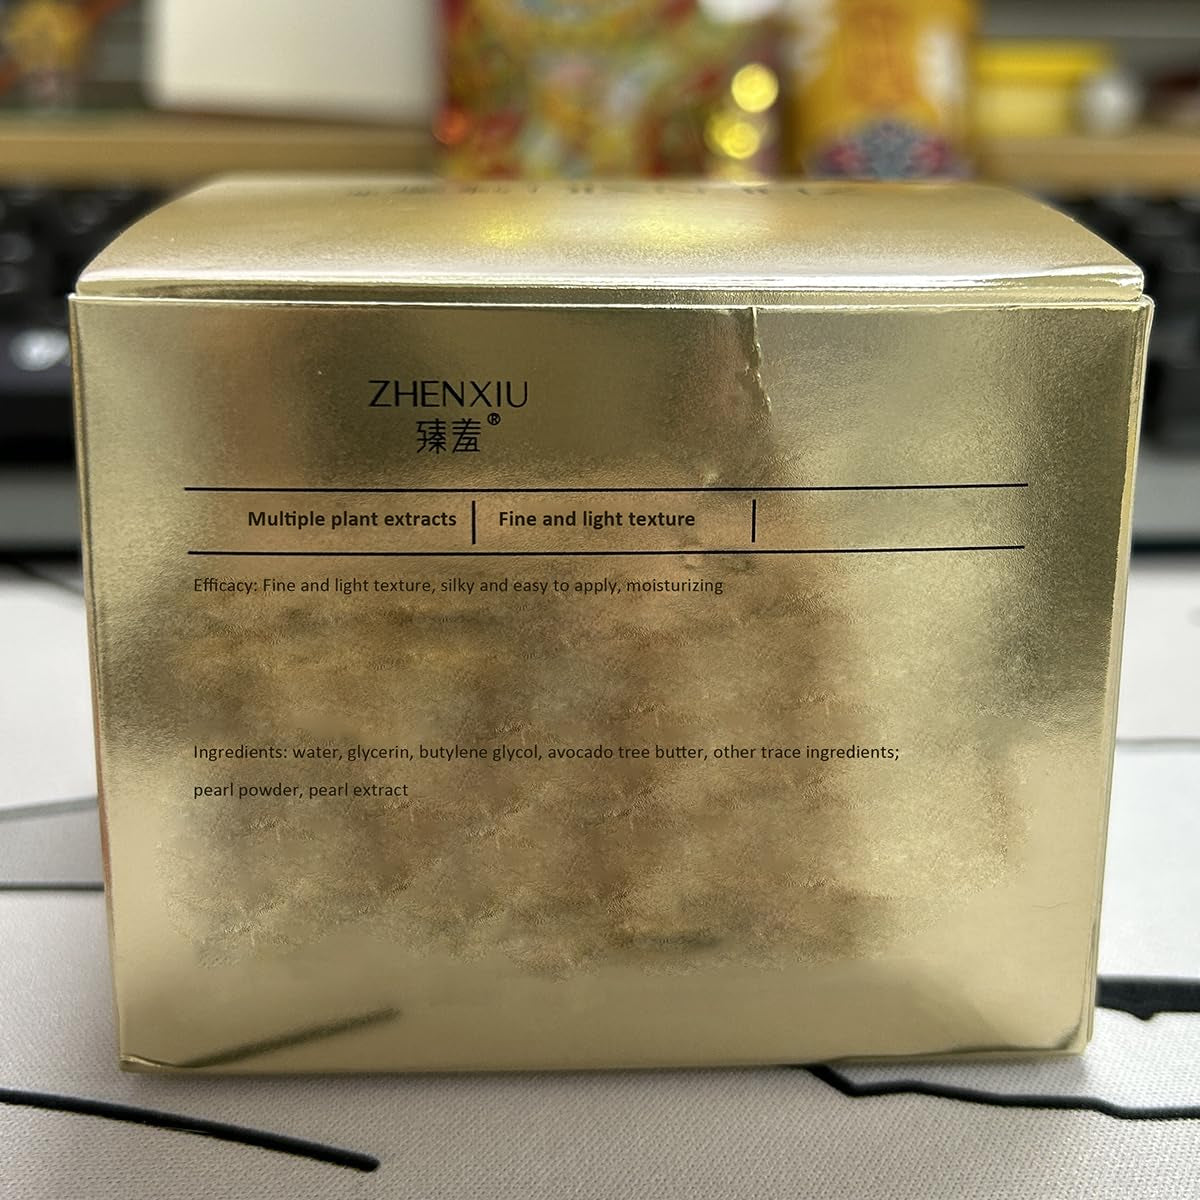 ZHENXIU
臻羞®
Multiple plant extracts | Fine and light texture |
Efficacy: Fine and light texture, silky and easy to apply, moisturizing
Ingredients: water, glycerin, butylene glycol, avocado tree butter, other trace ingredients;
pearl powder, pearl extract